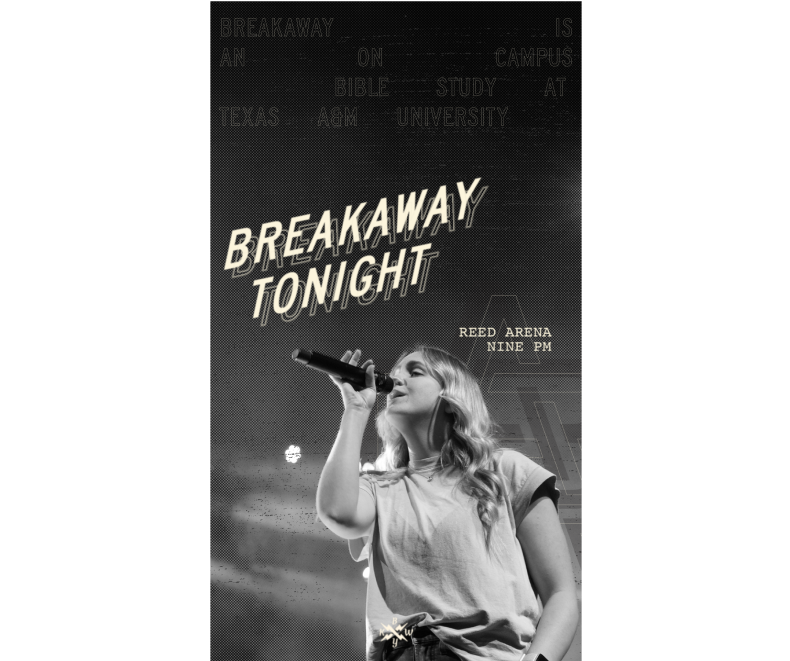 BREAKAWAY IS
AN ON CAMPUS
BIBLE STUDY AT
TEXAS A&M UNIVERSITY
BREAKAWAY
TONIGHT
REED ARENA
NINE PM